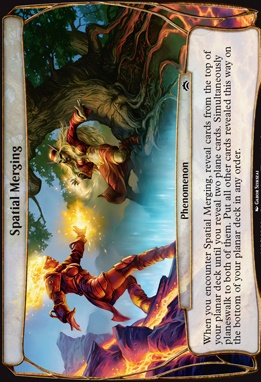 Spatial Merging
Phenomenon
When you encounter Spatial Merging, reveal cards from the top of
your planar deck until you reveal two plane cards. Simultaneously
planeswalk to both of them. Put all other cards revealed this way on
the bottom of your planar deck in any order.
Gabor Szikszai